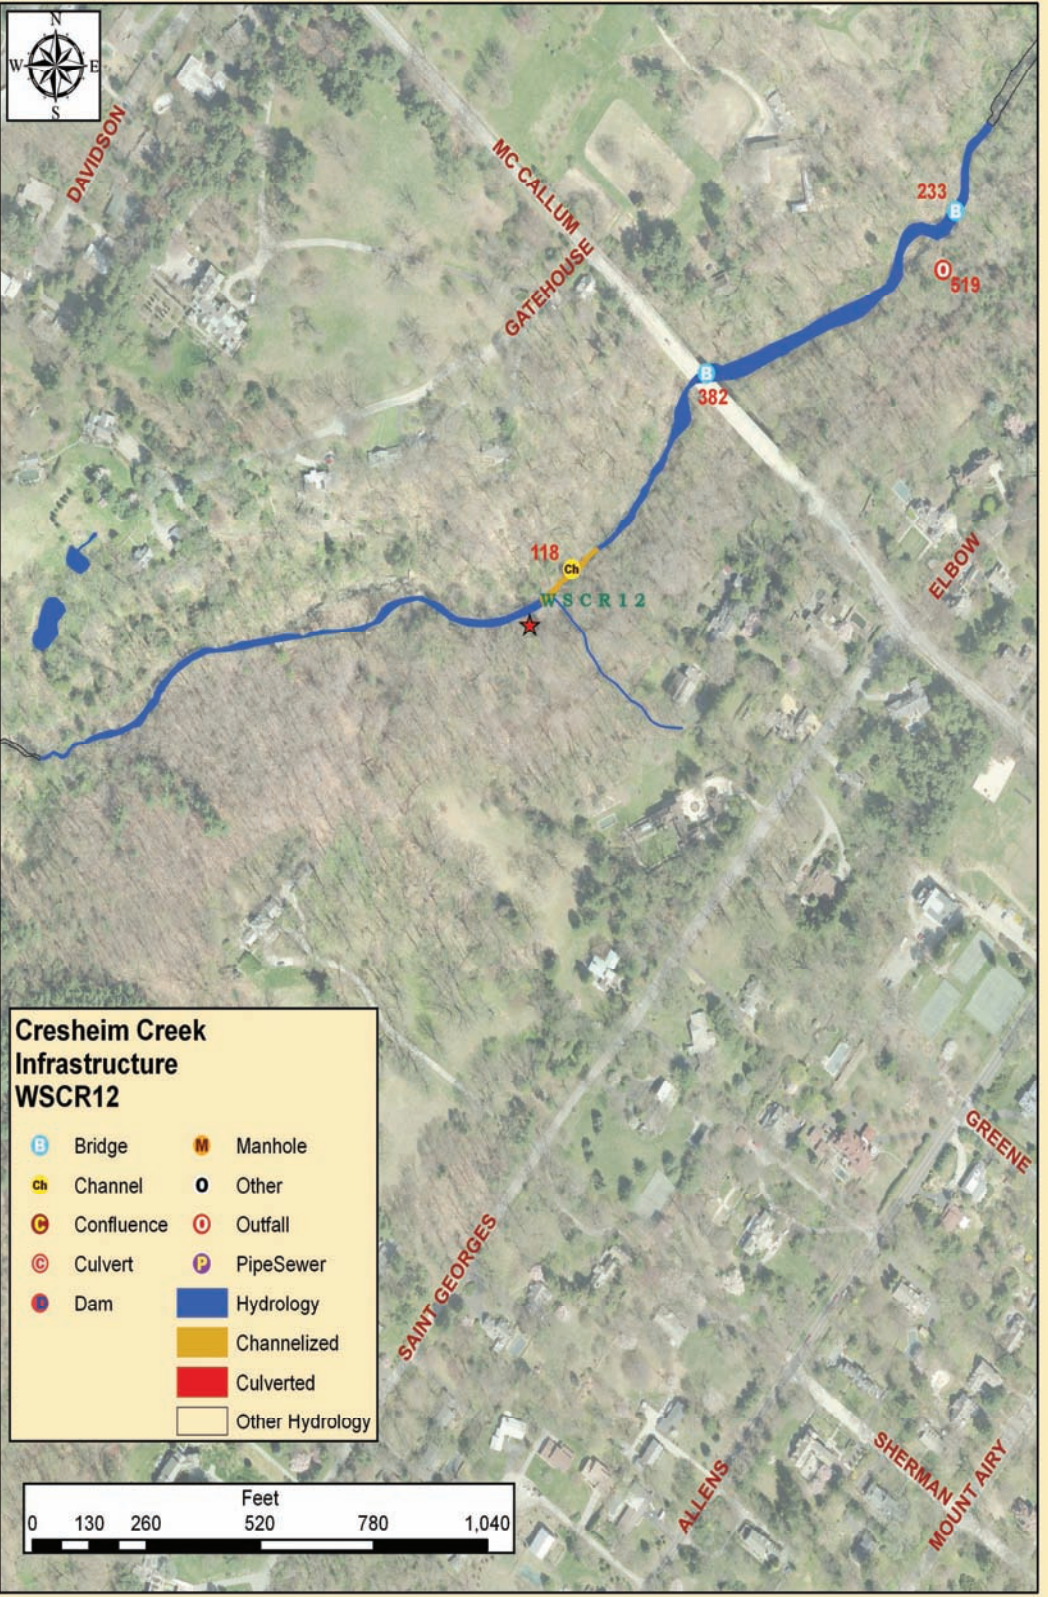 N
W E
S
DAVIDSON
MC CALLUM
GATEHOUSE
233
B
O
519
B
382
118
Ch
WSCR12
ELBOW
GREENE
SAINT GEORGES
ALLENS
SHERMAN
MOUNT AIRY
Cresheim Creek
Infrastructure
WSCR12
B Bridge
M Manhole
Ch Channel
O Other
C Confluence
O Outfall
C Culvert
P PipeSewer
D Dam
Hydrology
Channelized
Culverted
Other Hydrology
Feet
0 130 260 520 780 1,040